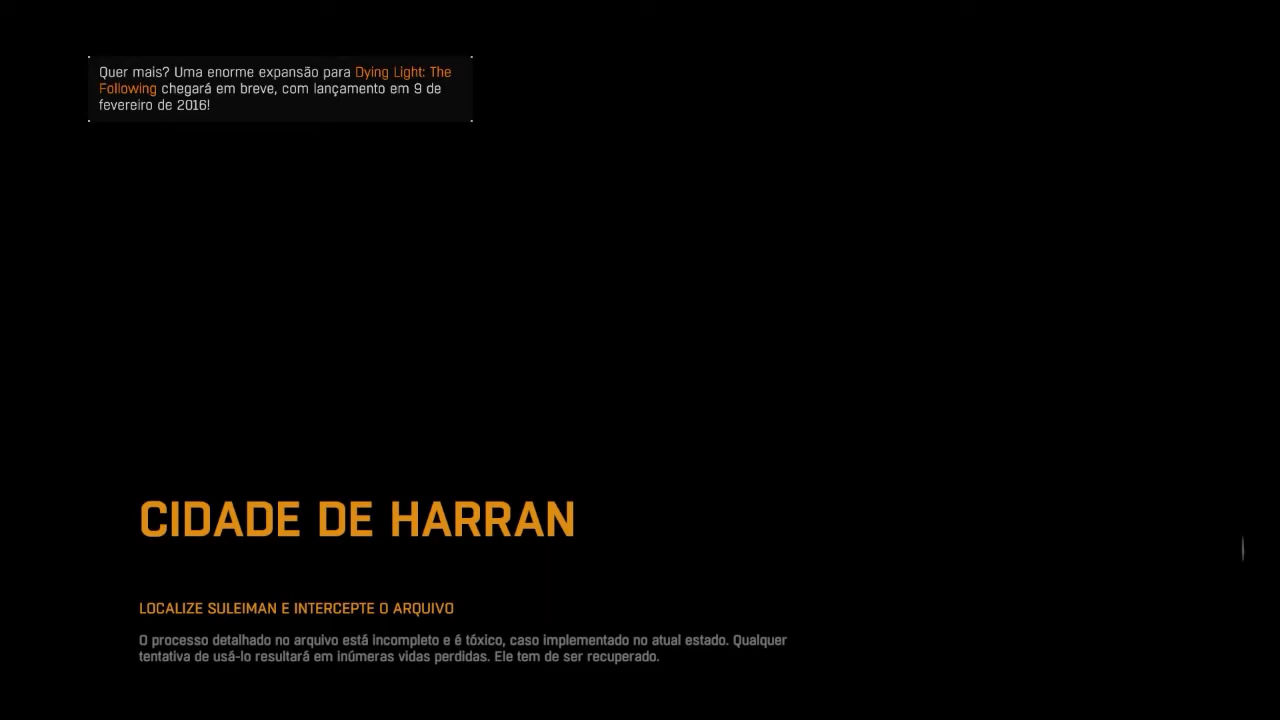 Quer mais? Uma enorme expansão para Dying Light: The
Following chegará em breve, com lançamento em 9 de
fevereiro de 2016!
CIDADE DE HARRAN
LOCALIZE SULEIMAN E INTERCEPTE O ARQUIVO
O processo detalhado no arquivo está incompleto e é tóxico, caso implementado no atual estado. Qualquer
tentativa de usá-lo resultará em inúmeras vidas perdidas. Ele tem de ser recuperado.